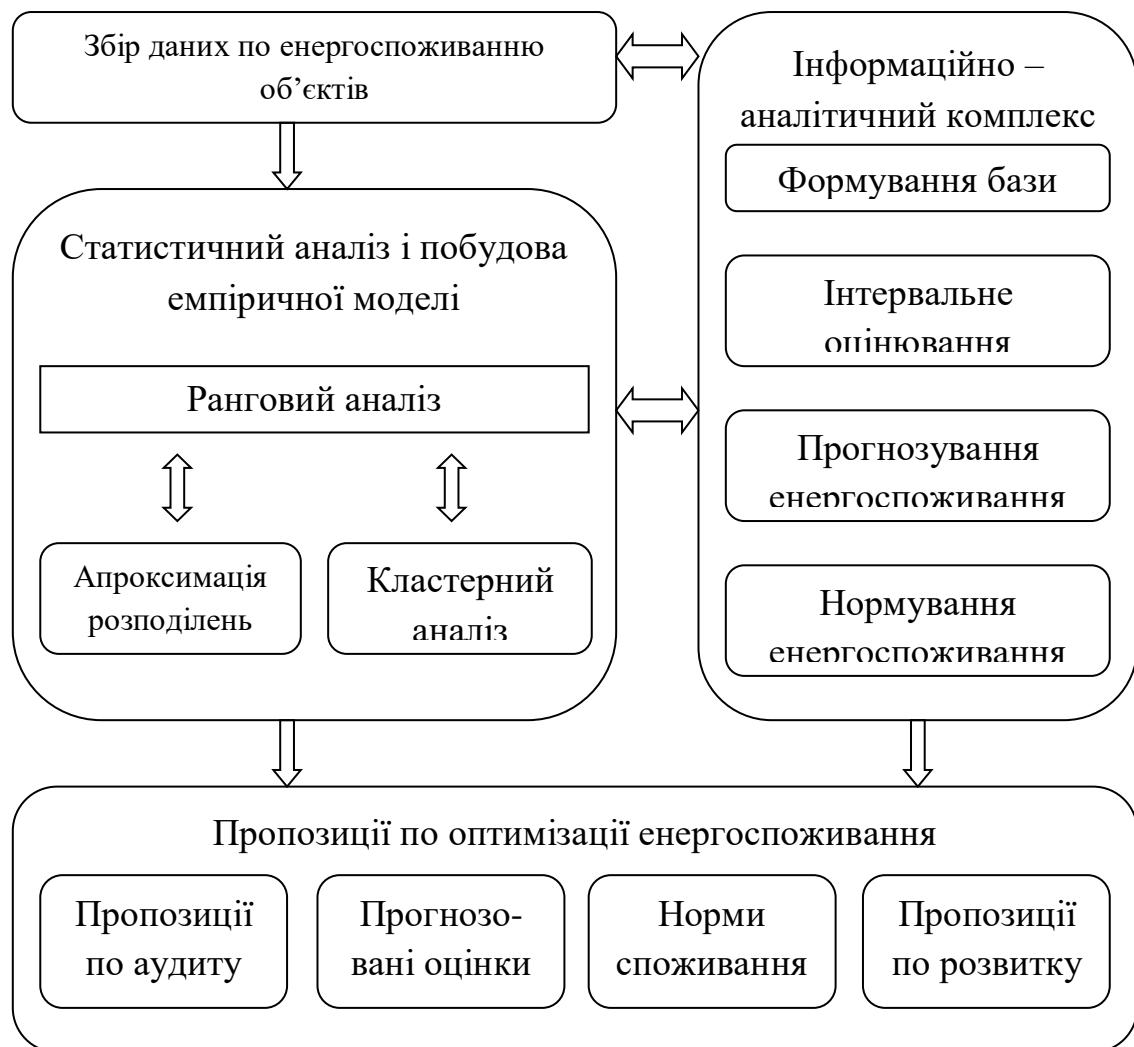 Збір даних по енергоспоживанню
об’єктів
Інформаційно –
аналітичний комплекс
Формування бази
Інтервальне
оцінювання
Прогнозування
енергоспоживання
Нормування
енергоспоживання
Статистичний аналіз і побудова
емпіричної моделі
Ранговий аналіз
Апроксимація
розподілень
Кластерний
аналіз
Пропозиції по оптимізації енергоспоживання
Пропозиції
по аудиту
Прогнозо-
вані оцінки
Норми
споживання
Пропозиції
по розвитку